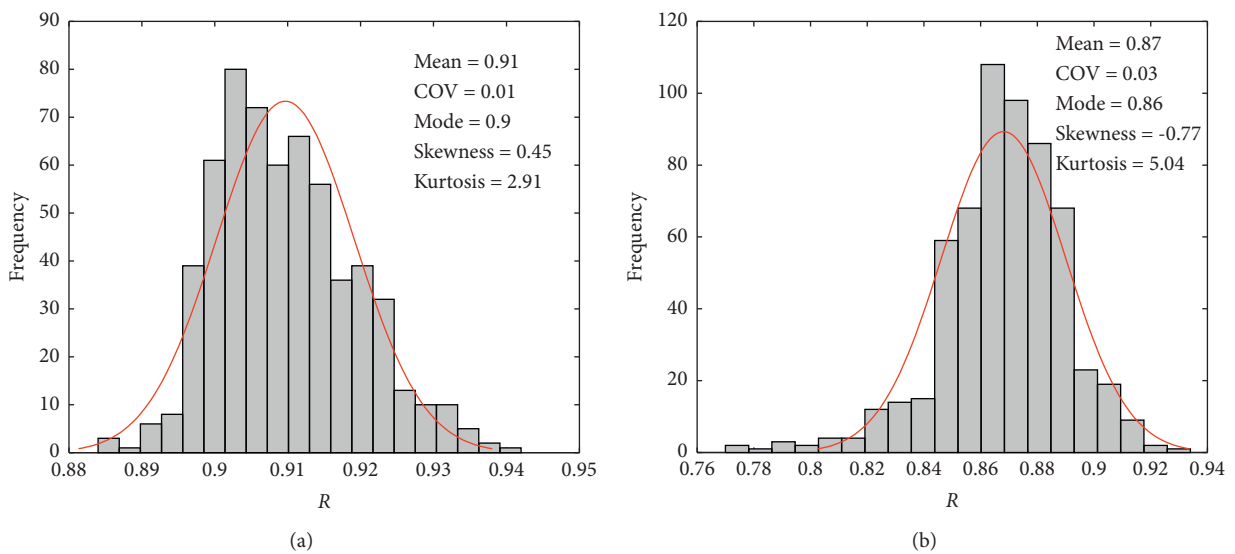 90
80
70
60
50
40
30
20
10
0
Frequency
0.88
0.89
0.9
0.91
0.92
0.93
0.94
0.95
R
Mean = 0.91
COV = 0.01
Mode = 0.9
Skewness = 0.45
Kurtosis = 2.91
(a)
120
100
80
60
40
20
0
Frequency
0.76
0.78
0.8
0.82
0.84
0.86
0.88
0.9
0.92
0.94
R
Mean = 0.87
COV = 0.03
Mode = 0.86
Skewness = -0.77
Kurtosis = 5.04
(b)